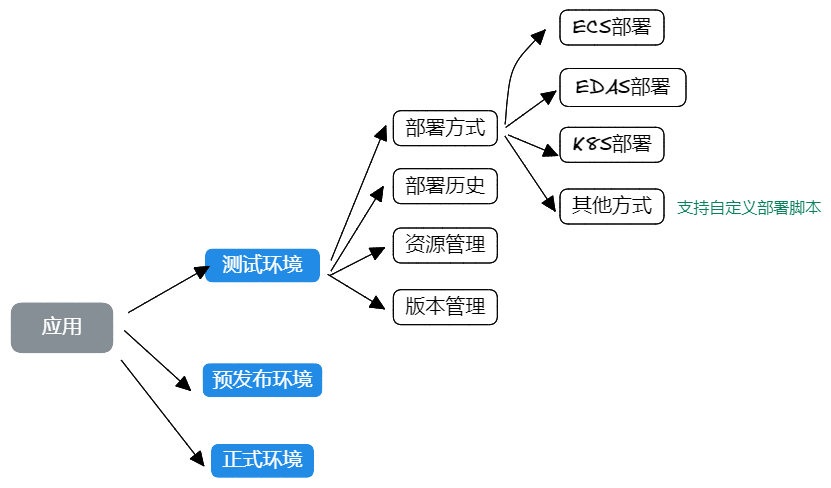 ECS部署
EDAS部署
部署方式
K8S部署
部署历史
其他方式 支持自定义部署脚本
资源管理
测试环境
版本管理
应用
预发布环境
正式环境